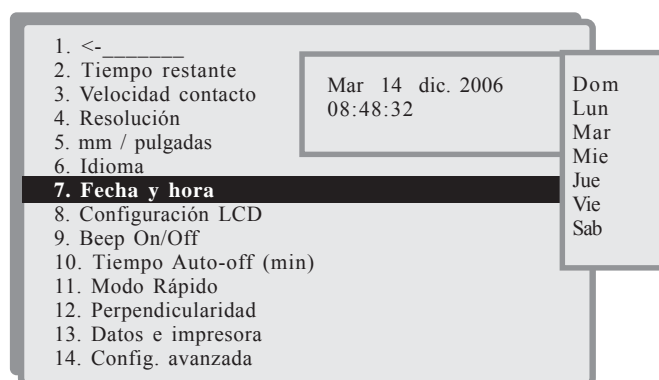 1. <-_______
2. Tiempo restante
3. Velocidad contacto
4. Resolución
5. mm / pulgadas
6. Idioma
7. Fecha y hora
8. Configuración LCD
9. Beep On/Off
10. Tiempo Auto-off (min)
11. Modo Rápido
12. Perpendicularidad
13. Datos e impresora
14. Config. avanzada
Mar 14 dic. 2006
08:48:32
Dom
Lun
Mar
Mie
Jue
Vie
Sab